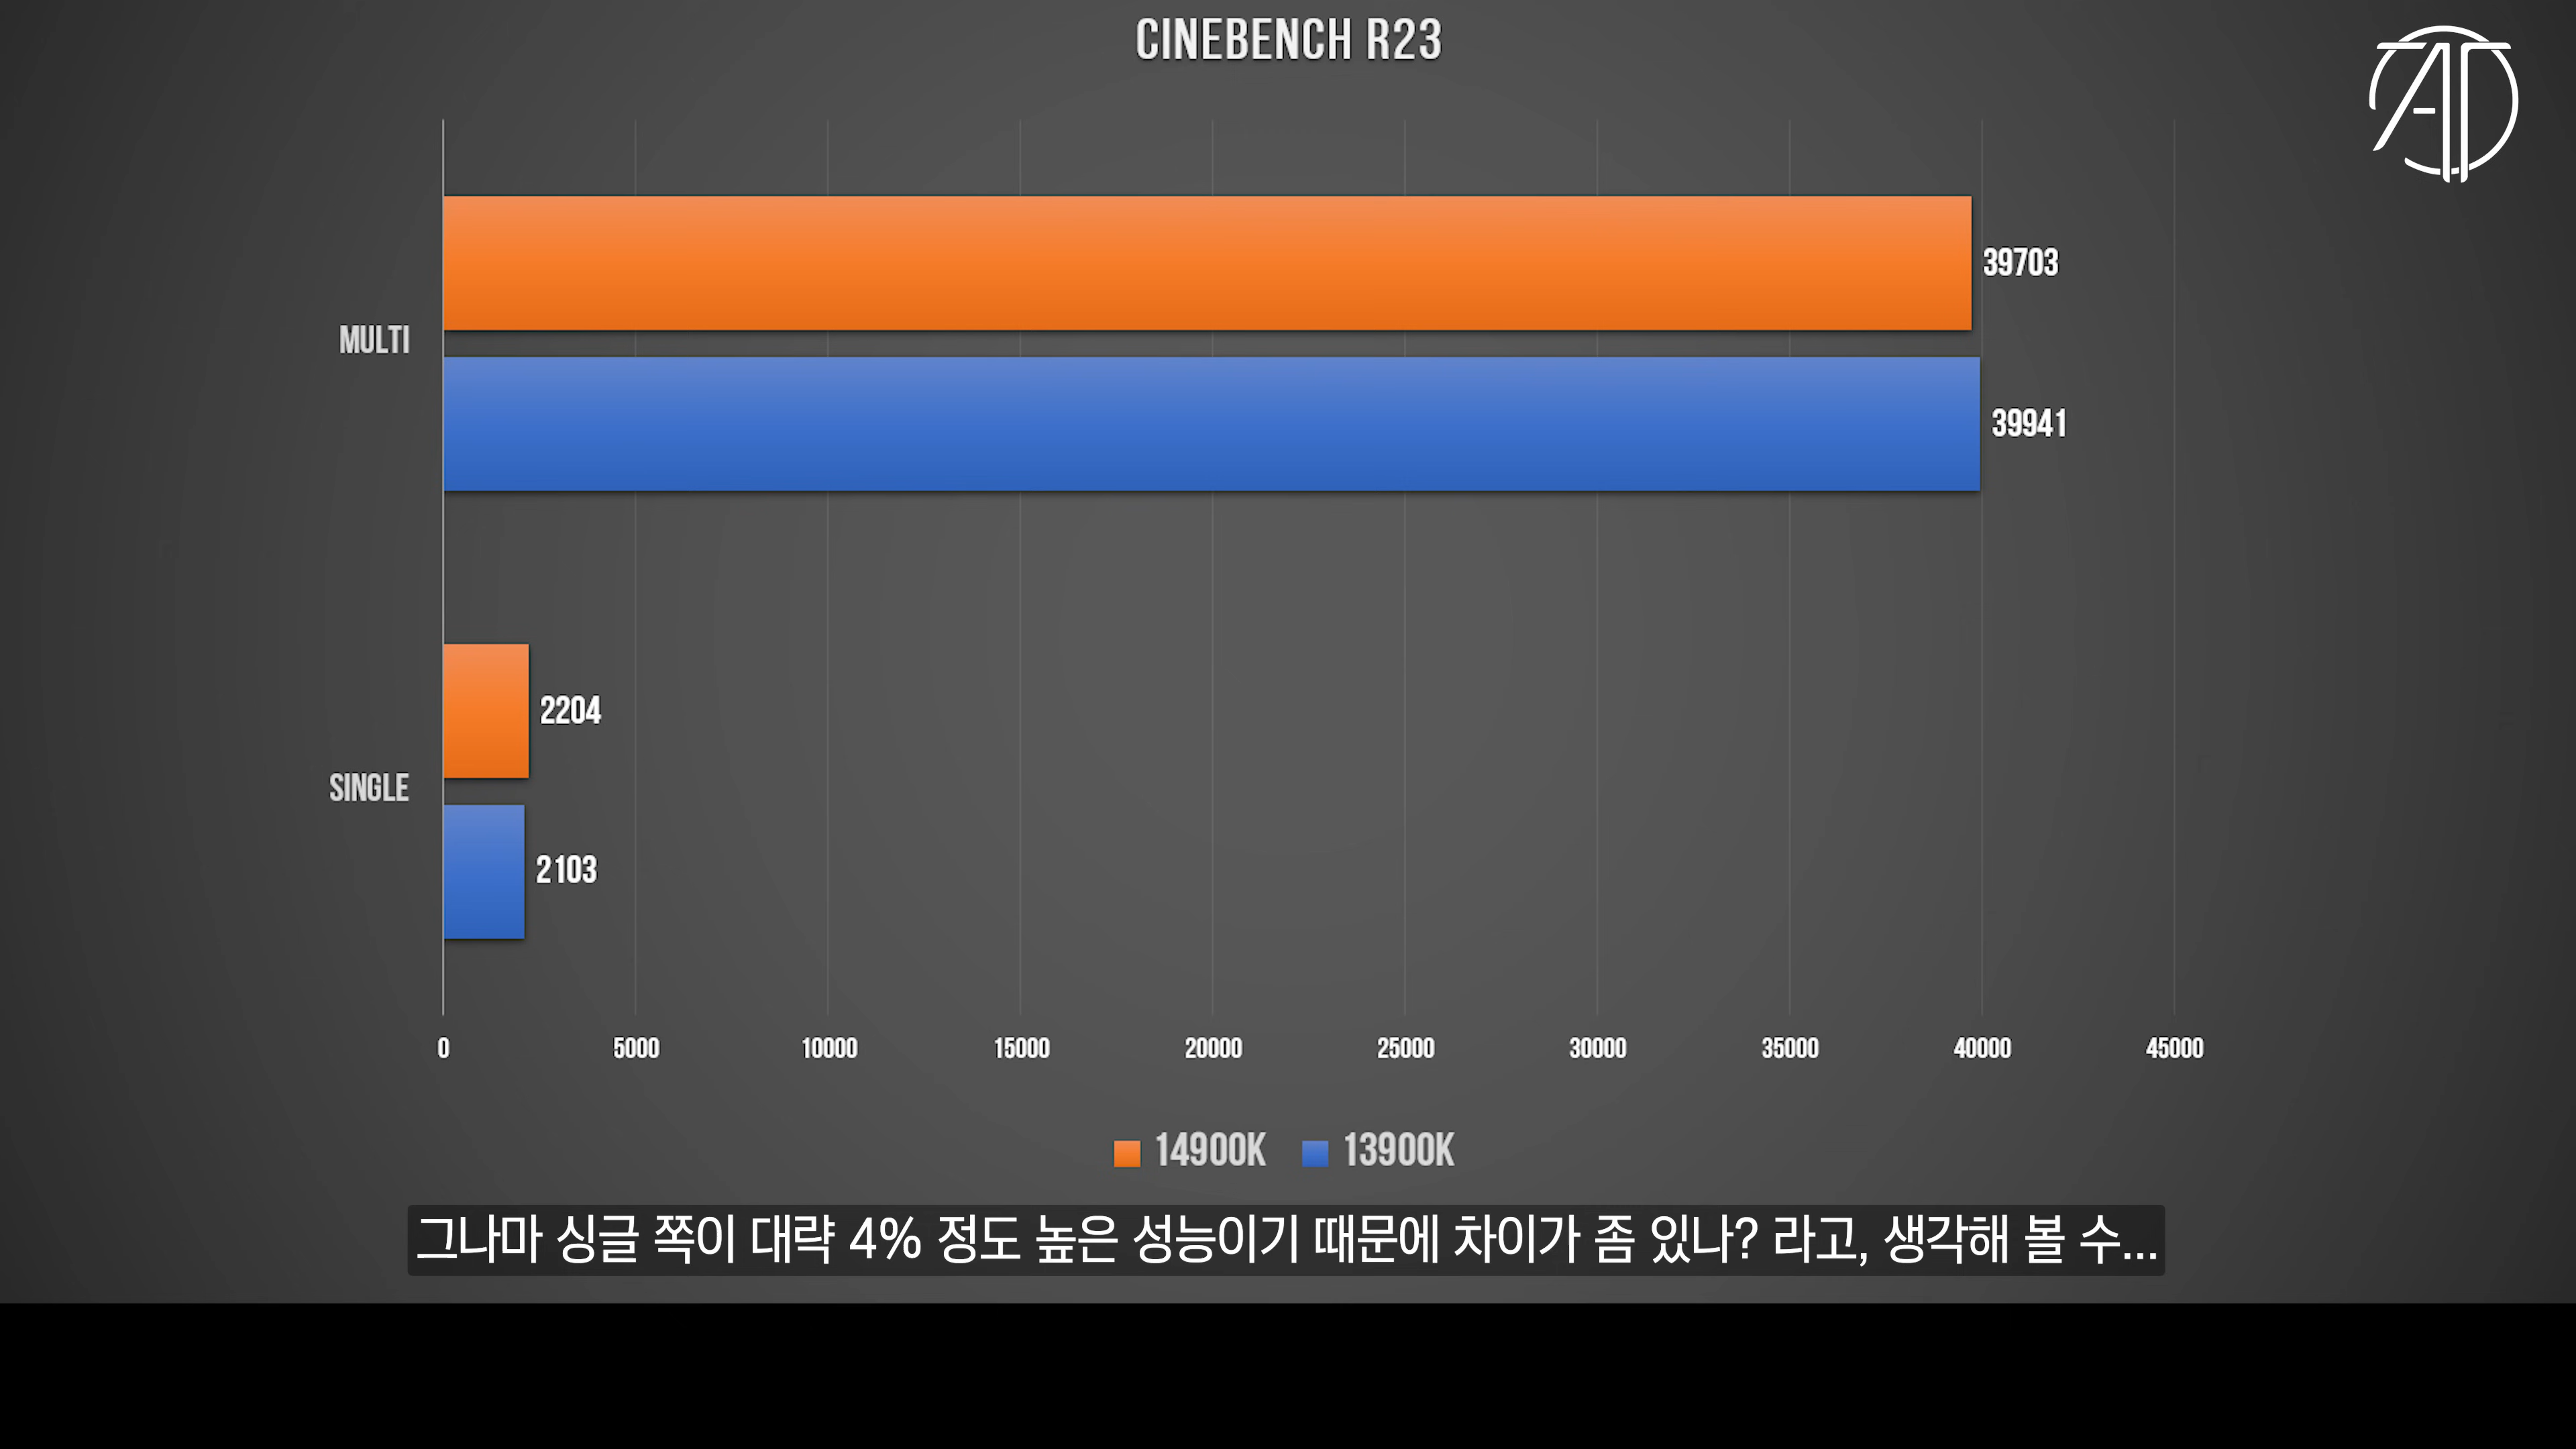 CINEBENCH R23
MULTI
39703
39941
SINGLE
2204
2103
0 5000 10000 15000 20000 25000 30000 35000 40000 45000
14900K 13900K
그나마 싱글 쪽이 대략 4% 정도 높은 성능이기 때문에 차이가 좀 있나? 라고, 생각해 볼 수...